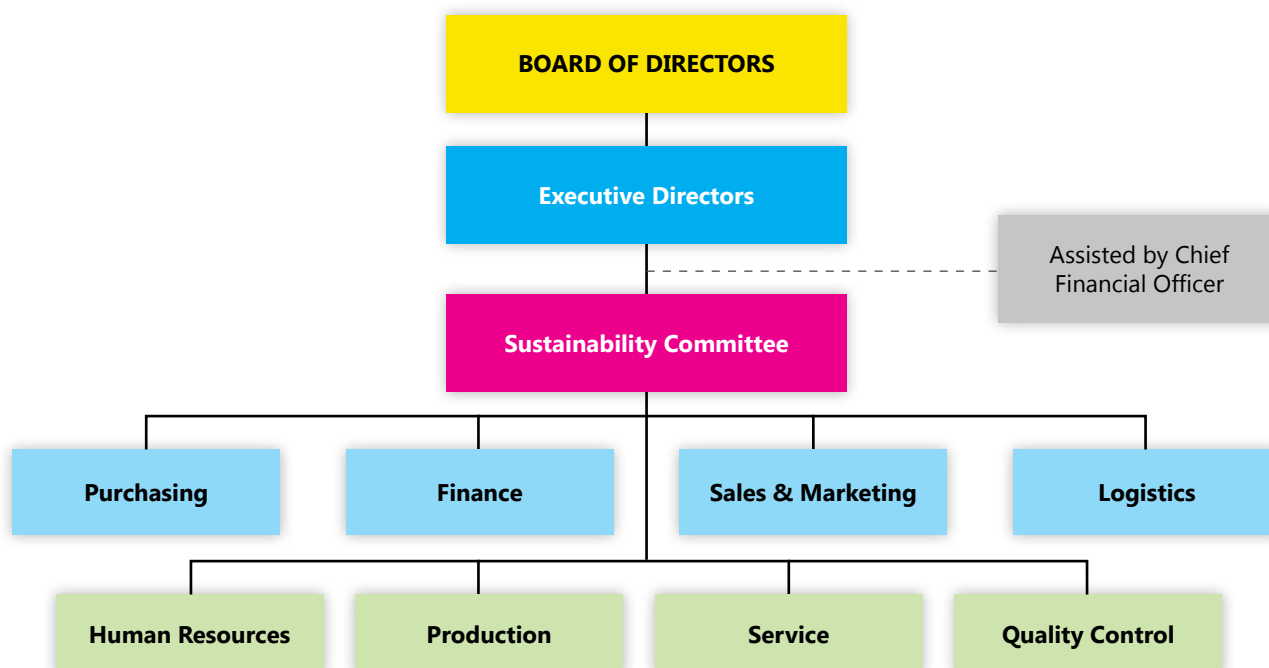 BOARD OF DIRECTORS
Executive Directors
Assisted by Chief
Financial Officer
Sustainability Committee
Purchasing
Finance
Sales & Marketing
Logistics
Human Resources
Production
Service
Quality Control